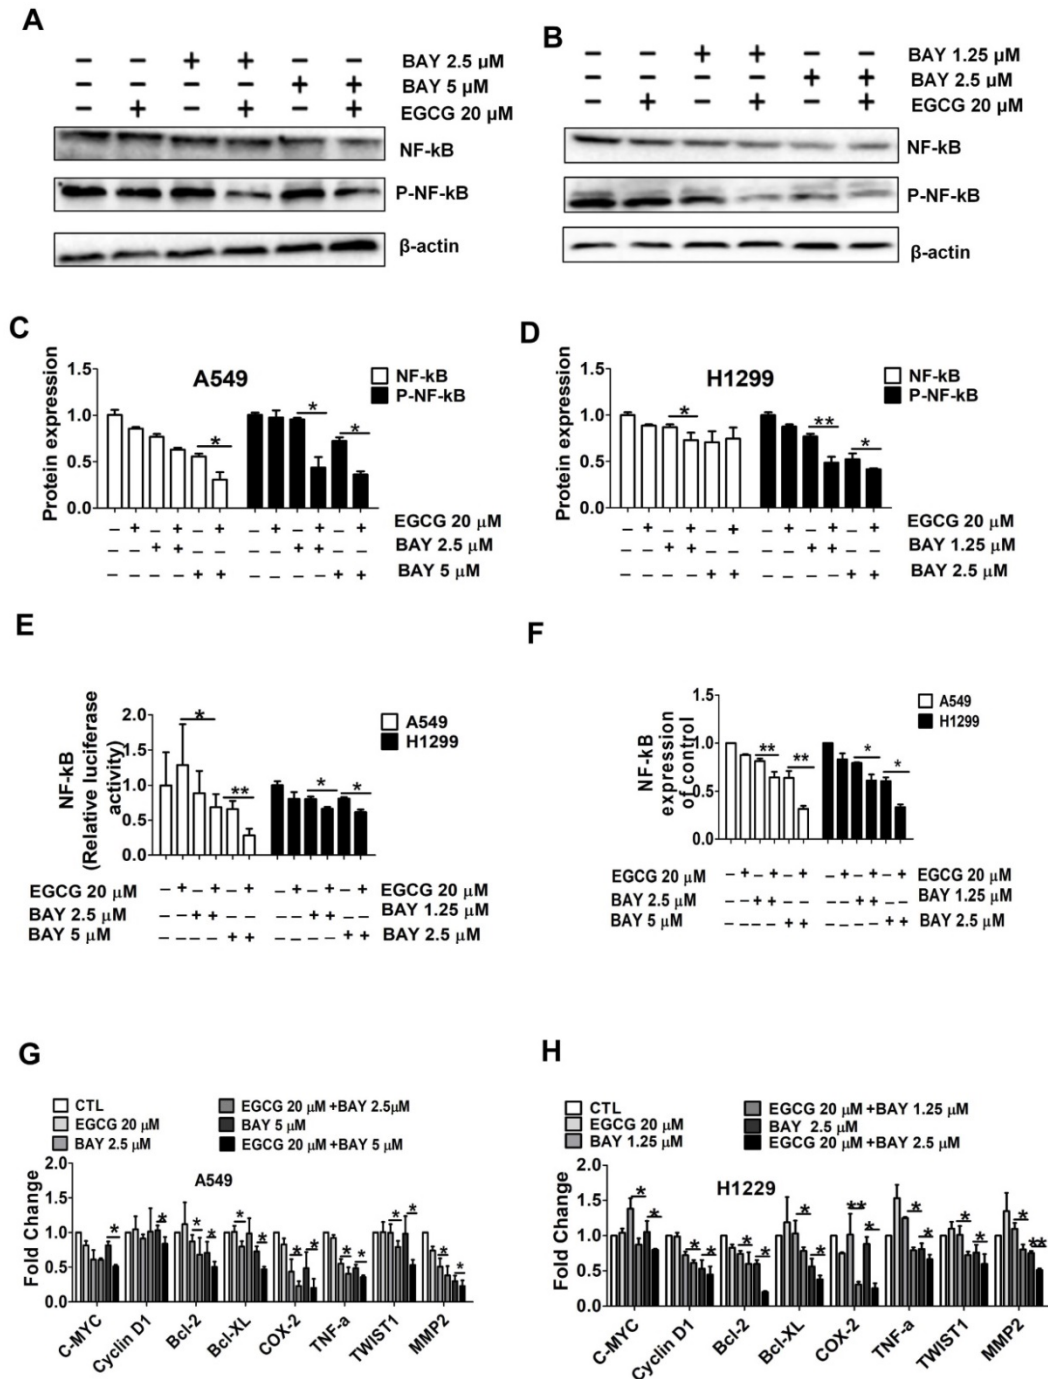 A
– – + + – – BAY 2.5 µM
– – – – + + BAY 5 µM
– + – + – + EGCG 20 µM
NF-kB
P-NF-kB
β-actin
B
– – + + – – BAY 1.25 µM
– – – – + + BAY 2.5 µM
– + – + – + EGCG 20 µM
NF-kB
P-NF-kB
β-actin
C
Protein expression
1.5
1.0
0.5
0.0
A549
NF-kB
P-NF-kB
* * *
– + – + – + – + – + – + EGCG 20 µM
– – + + – – – – + + – – BAY 2.5 µM
– – – – + + – – – – + + BAY 5 µM
D
Protein expression
1.5
1.0
0.5
0.0
H1299
NF-kB
P-NF-kB
* ** *
– + – + – + – + – + – + EGCG 20 µM
– – + + – – – – + + – – BAY 1.25 µM
– – – – + + – – – – + + BAY 2.5 µM
E
NF-kB
(Relative luciferase
activity)
2.0
1.5
1.0
0.5
0.0
A549
H1299
* ** * *
EGCG 20 µM – + – + – + – + – + – + EGCG 20 µM
BAY 2.5 µM – – + + – – – – + + – – BAY 1.25 µM
BAY 5 µM – – – – + + – – – – + + BAY 2.5 µM
F
NF-kB
expression
of control
1.5
1.0
0.5
0.0
A549
H1299
** ** * *
EGCG 20 µM – + – + – + – + – + – + EGCG 20 µM
BAY 2.5 µM – – + + – – – – + + – – BAY 1.25 µM
BAY 5 µM – – – – + + – – – – + + BAY 2.5 µM
G
CTL
EGCG 20 µM
BAY 2.5 µM
EGCG 20 µM +BAY 2.5µM
BAY 5 µM
EGCG 20 µM +BAY 5 µM
Fold Change
2.0
1.5
1.0
0.5
0.0
A549
* * * * * * * * * * * * * *
C-MYC
Cyclin D1
Bcl-2
Bcl-XL
COX-2
TNF-a
TWIST1
MMP2
H
CTL
EGCG 20 µM
BAY 1.25 µM
EGCG 20 µM +BAY 1.25 µM
BAY 2.5 µM
EGCG 20 µM +BAY 2.5 µM
Fold Change
2.0
1.5
1.0
0.5
0.0
H1229
* * * * * * * * ** * * * * * * **
C-MYC
Cyclin D1
Bcl-2
Bcl-XL
COX-2
TNF-a
TWIST1
MMP2